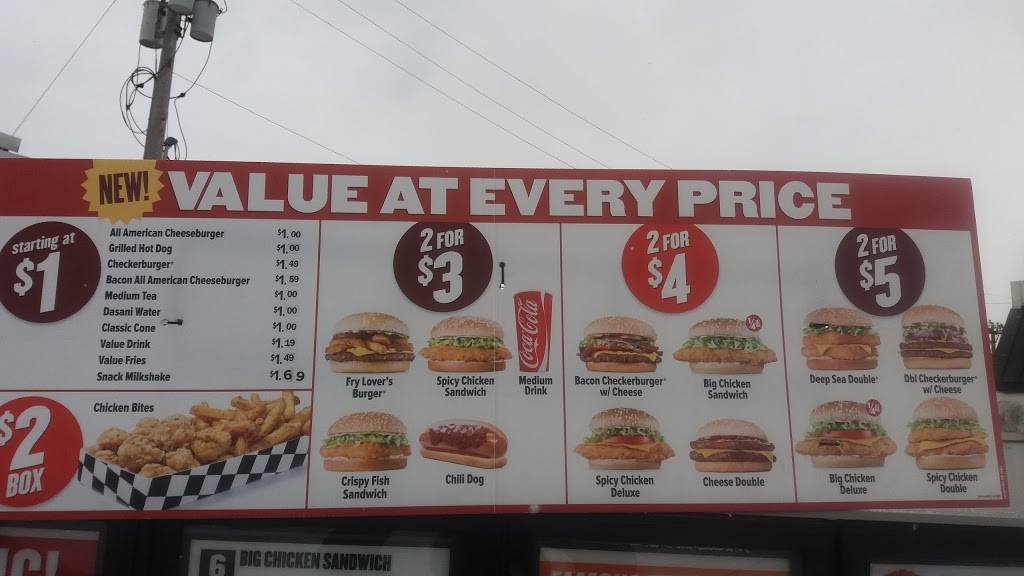 NEW! VALUE AT EVERY PRICE
starting at
$1
All American Cheeseburger $1.00
Grilled Hot Dog $1.00
Checkerburger® $1.49
Bacon All American Cheeseburger $1.59
Medium Tea $1.00
Dasani Water $1.00
Classic Cone $1.00
Value Drink $1.19
Value Fries $1.49
Snack Milkshake $1.69
$2
BOX
Chicken Bites
2 FOR
$3
Coca-Cola
Fry Lover's
Burger®
Spicy Chicken
Sandwich
Medium
Drink
Crispy Fish
Sandwich
Chili Dog
2 FOR
$4
Bacon Checkerburger®
w/ Cheese
Big Chicken
Sandwich
Spicy Chicken
Deluxe
Cheese Double
2 FOR
$5
Deep Sea Double®
Dbl Checkerburger®
w/ Cheese
Big Chicken
Deluxe
Spicy Chicken
Double
6 BIG CHICKEN SANDWICH